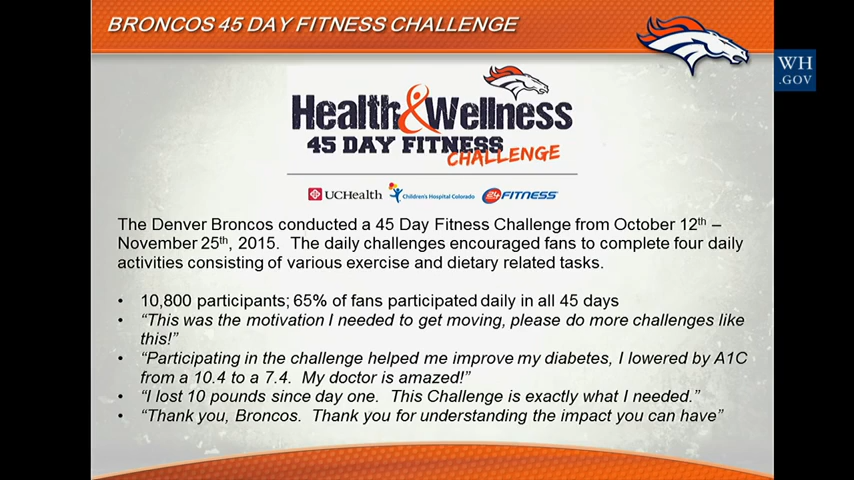 BRONCOS 45 DAY FITNESS CHALLENGE
WH
.GOV
Health & Wellness
45 DAY FITNESS
CHALLENGE
UCHealth Children's Hospital Colorado 24 FITNESS
The Denver Broncos conducted a 45 Day Fitness Challenge from October 12th –
November 25th, 2015. The daily challenges encouraged fans to complete four daily
activities consisting of various exercise and dietary related tasks.
• 10,800 participants; 65% of fans participated daily in all 45 days
• “This was the motivation I needed to get moving, please do more challenges like
this!”
• “Participating in the challenge helped me improve my diabetes, I lowered by A1C
from a 10.4 to a 7.4. My doctor is amazed!”
• “I lost 10 pounds since day one. This Challenge is exactly what I needed.”
• “Thank you, Broncos. Thank you for understanding the impact you can have”